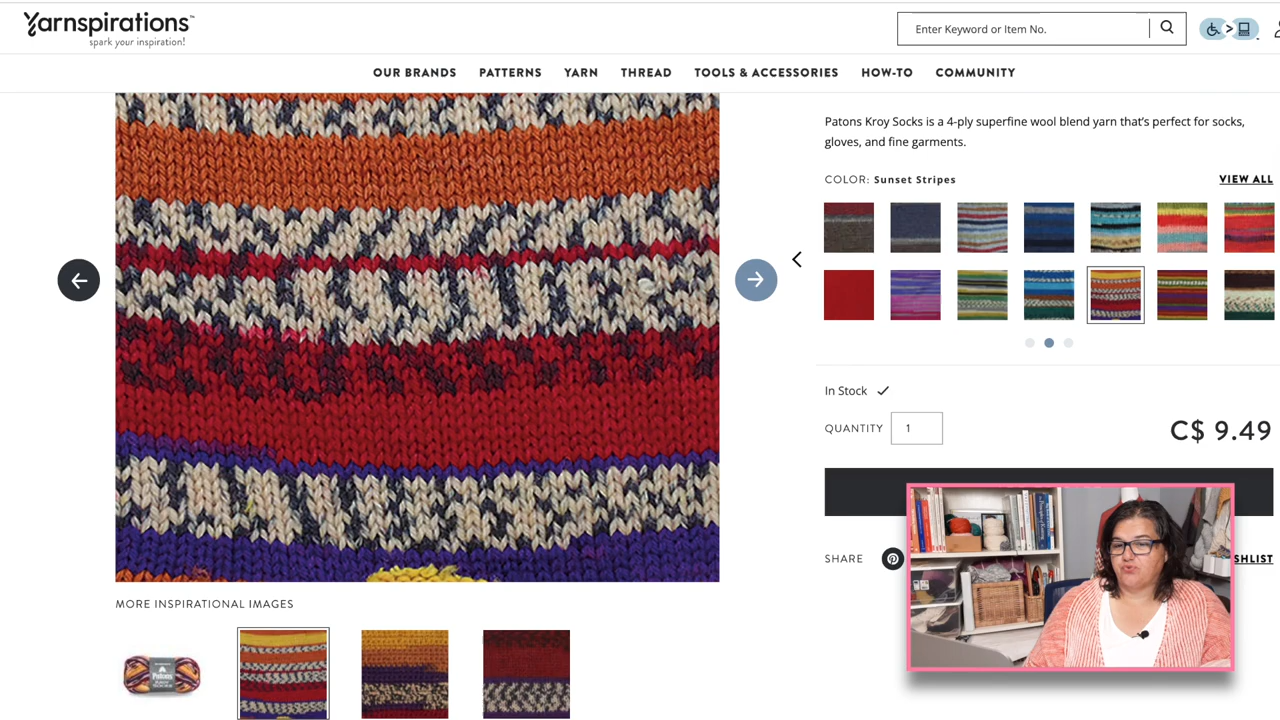 Yarnspirations™
spark your inspiration!
Enter Keyword or Item No.
OUR BRANDS PATTERNS YARN THREAD TOOLS & ACCESSORIES HOW-TO COMMUNITY
Patons Kroy Socks is a 4-ply superfine wool blend yarn that’s perfect for socks,
gloves, and fine garments.
COLOR: Sunset Stripes
VIEW ALL
In Stock
QUANTITY 1
C$ 9.49
SHARE
SHLIST
MORE INSPIRATIONAL IMAGES
Patons